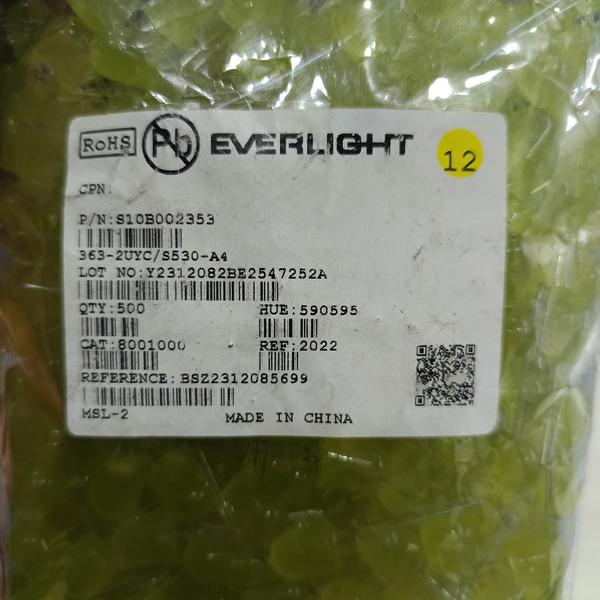 RoHS Pb EVERLIGHT 12
CPN:
P/N:S10B002353
363-2UYC/S530-A4
LOT NO:Y2312082BE2547252A
QTY:500 HUE:590595
CAT:8001000 REF:2022
REFERENCE:BSZ2312085699
MSL-2 MADE IN CHINA